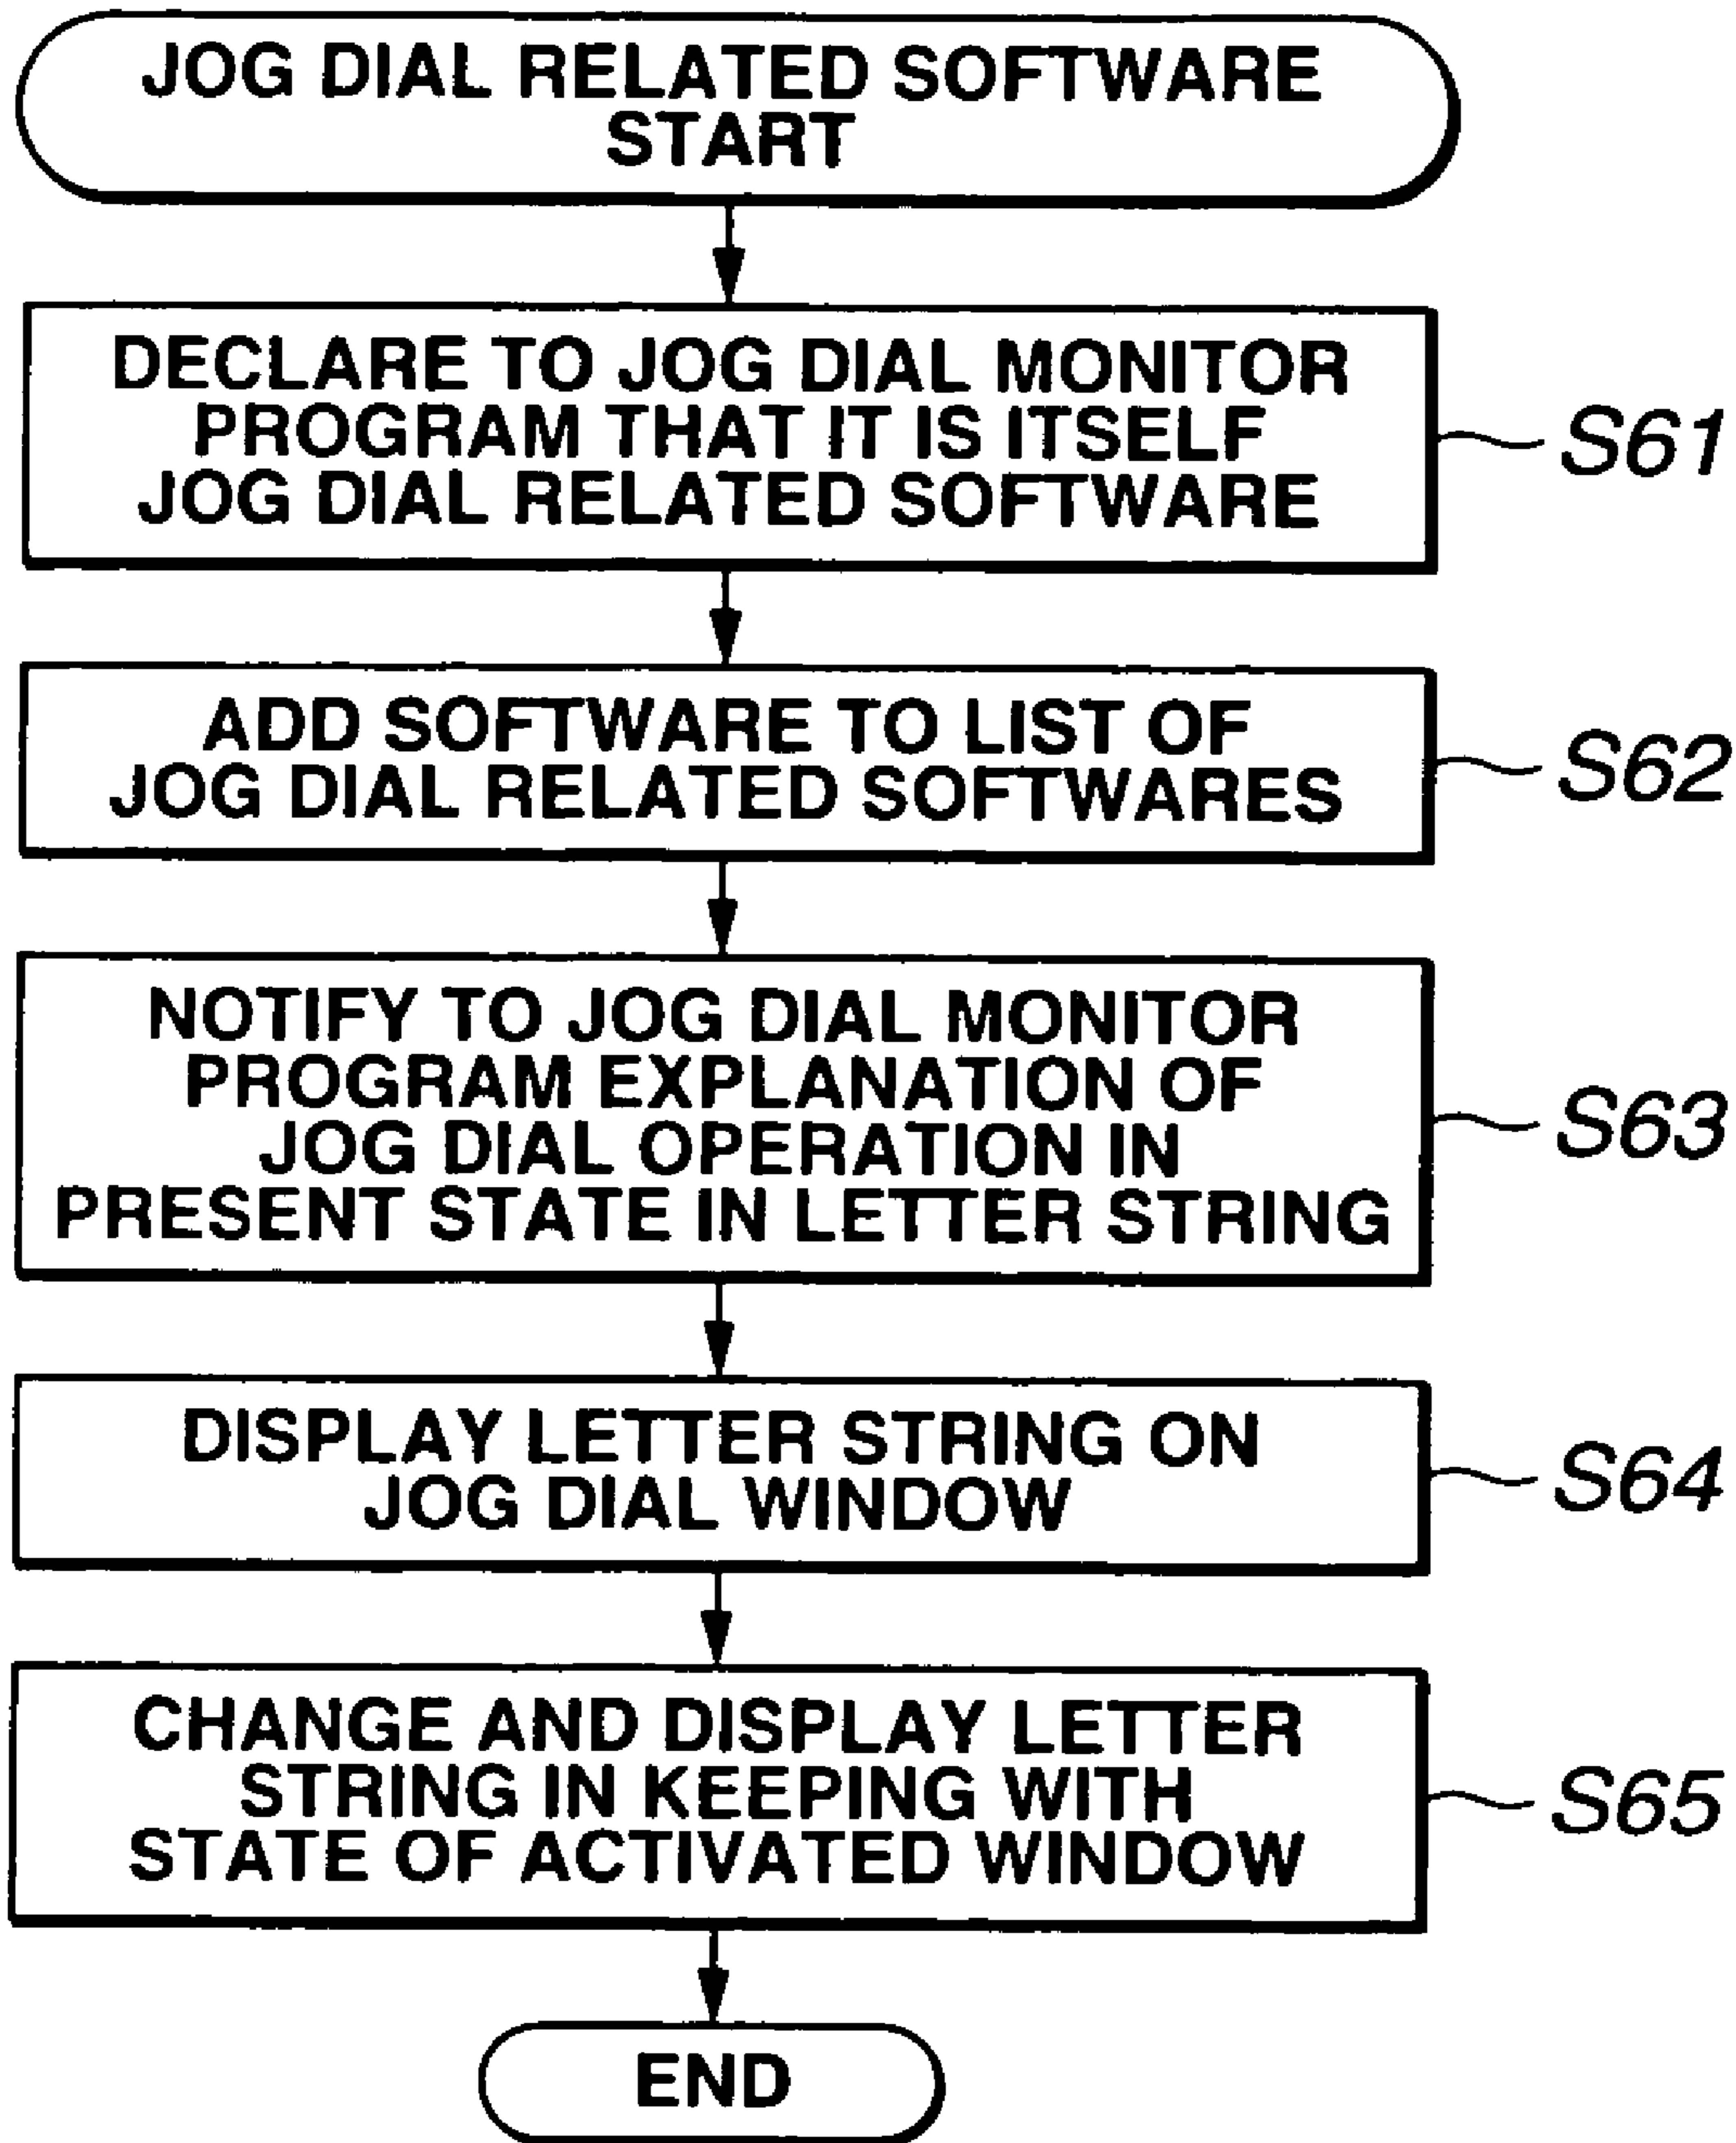 JOG DIAL RELATED SOFTWARE
START
DECLARE TO JOG DIAL MONITOR
PROGRAM THAT IT IS ITSELF
JOG DIAL RELATED SOFTWARE
S61
ADD SOFTWARE TO LIST OF
JOG DIAL RELATED SOFTWARES
S62
NOTIFY TO JOG DIAL MONITOR
PROGRAM EXPLANATION OF
JOG DIAL OPERATION IN
PRESENT STATE IN LETTER STRING
S63
DISPLAY LETTER STRING ON
JOG DIAL WINDOW
S64
CHANGE AND DISPLAY LETTER
STRING IN KEEPING WITH
STATE OF ACTIVATED WINDOW
S65
END